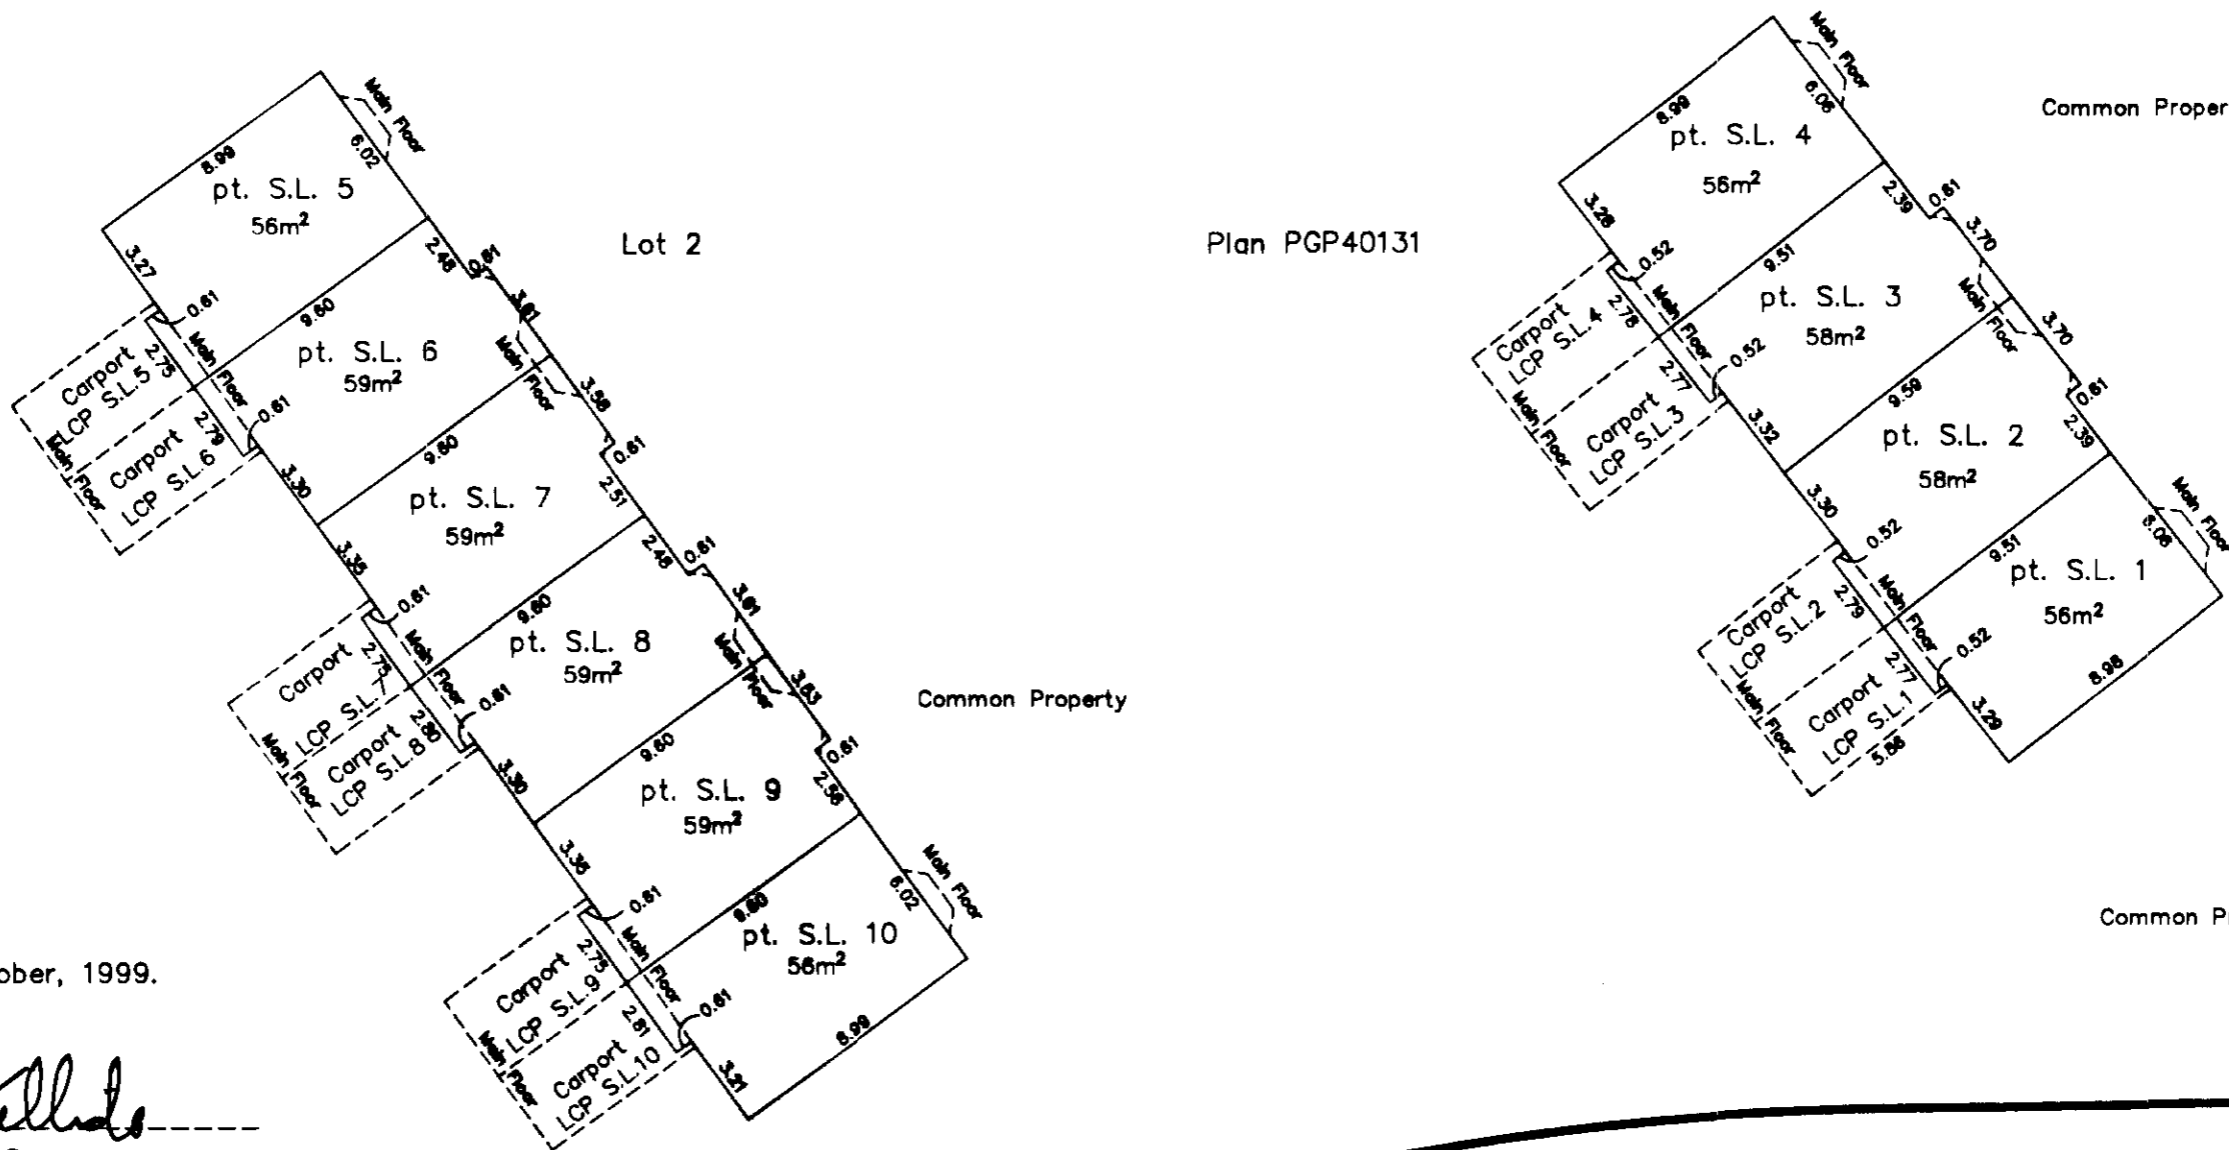 Main Floor
8.99
6.02
pt. S.L. 5
56m²
3.27
0.61
2.48
0.61
Main Floor
9.60
Carport
LCP S.L.5
2.75
Main Floor
pt. S.L. 6
59m²
3.61
Main Floor
Carport
LCP S.L.6
2.79
0.61
Main Floor
3.30
9.60
3.58
0.61
pt. S.L. 7
59m²
2.51
3.35
0.61
2.48
0.61
Main Floor
9.60
Carport
LCP S.L.7
2.75
Main Floor
pt. S.L. 8
59m²
3.61
Main Floor
Carport
LCP S.L.8
2.80
0.61
3.30
9.60
3.63
0.61
pt. S.L. 9
59m²
2.56
3.35
0.61
Main Floor
9.60
Carport
LCP S.L.9
2.75
Main Floor
pt. S.L. 10
56m²
6.02
Main Floor
Carport
LCP S.L.10
2.81
0.61
3.21
8.99
Lot 2
Plan PGP40131
Common Property
Main Floor
8.99
6.06
Common Proper
pt. S.L. 4
56m²
3.28
0.52
2.39
0.61
Main Floor
9.51
Carport
LCP S.L.4
2.78
Main Floor
pt. S.L. 3
58m²
3.70
Main Floor
Carport
LCP S.L.3
2.77
0.52
3.32
9.59
3.70
0.61
pt. S.L. 2
58m²
2.39
3.30
0.52
Main Floor
9.51
Carport
LCP S.L.2
2.79
Main Floor
pt. S.L. 1
56m²
6.06
Main Floor
Carport
LCP S.L.1
2.77
0.52
5.86
3.29
8.98
Common P
ober, 1999.